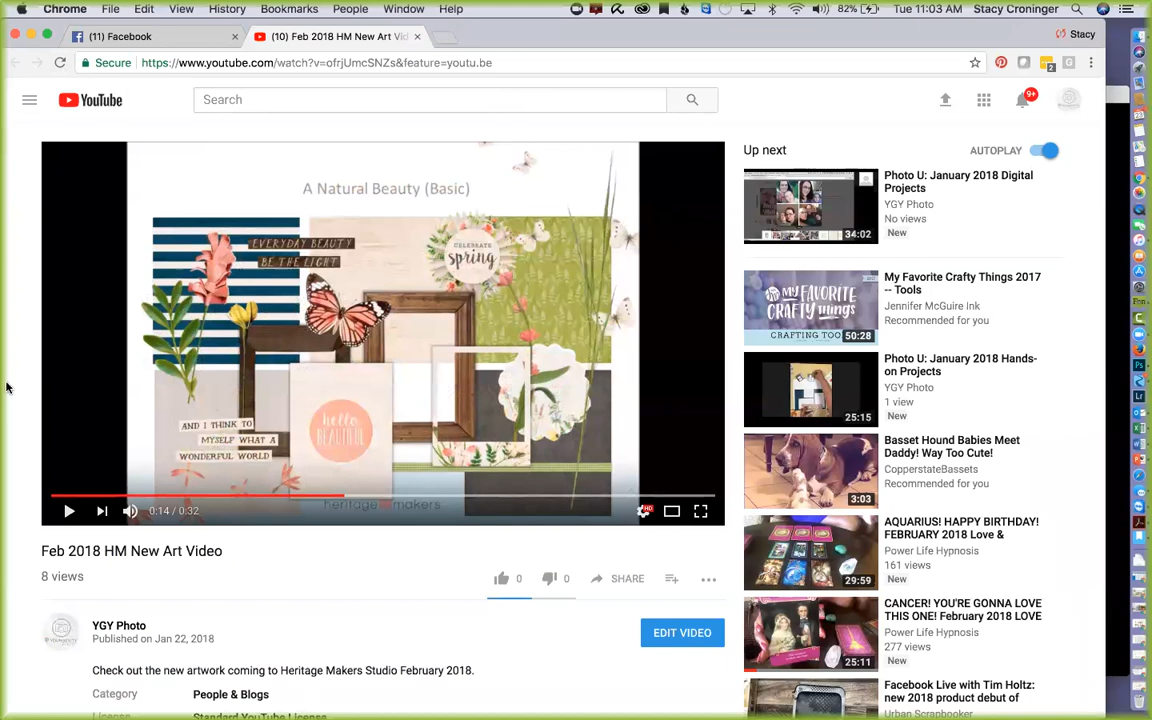 Chrome File Edit View History Bookmarks People Window Help 82% Tue 11:03 AM Stacy Croninger
(11) Facebook
(10) Feb 2018 HM New Art Vid
Stacy
Secure https://www.youtube.com/watch?v=ofrjUmcSNZs&feature=youtu.be
2
YouTube
Search
9+
A Natural Beauty (Basic)
EVERYDAY BEAUTY
BE THE LIGHT
CELEBRATE
spring
AND I THINK TO
MYSELF WHAT A
WONDERFUL WORLD
hello
BEAUTIFUL
heritage makers
0:14 / 0:32
HD
Feb 2018 HM New Art Video
8 views
0
0
SHARE
YGY Photo
Published on Jan 22, 2018
EDIT VIDEO
Check out the new artwork coming to Heritage Makers Studio February 2018.
Category People & Blogs
License Standard YouTube License
Up next
AUTOPLAY
34:02
Photo U: January 2018 Digital
Projects
YGY Photo
No views
New
MY FAVORITE
CRAFTY things
CRAFTING TOO
50:28
My Favorite Crafty Things 2017
-- Tools
Jennifer McGuire Ink
Recommended for you
25:15
Photo U: January 2018 Hands-
on Projects
YGY Photo
1 view
New
3:03
Basset Hound Babies Meet
Daddy! Way Too Cute!
CopperstateBassets
Recommended for you
29:59
AQUARIUS! HAPPY BIRTHDAY!
FEBRUARY 2018 Love &
Power Life Hypnosis
161 views
New
25:11
CANCER! YOU'RE GONNA LOVE
THIS ONE! February 2018 LOVE
Power Life Hypnosis
277 views
New
Facebook Live with Tim Holtz:
new 2018 product debut of
Urban Scrapbooker